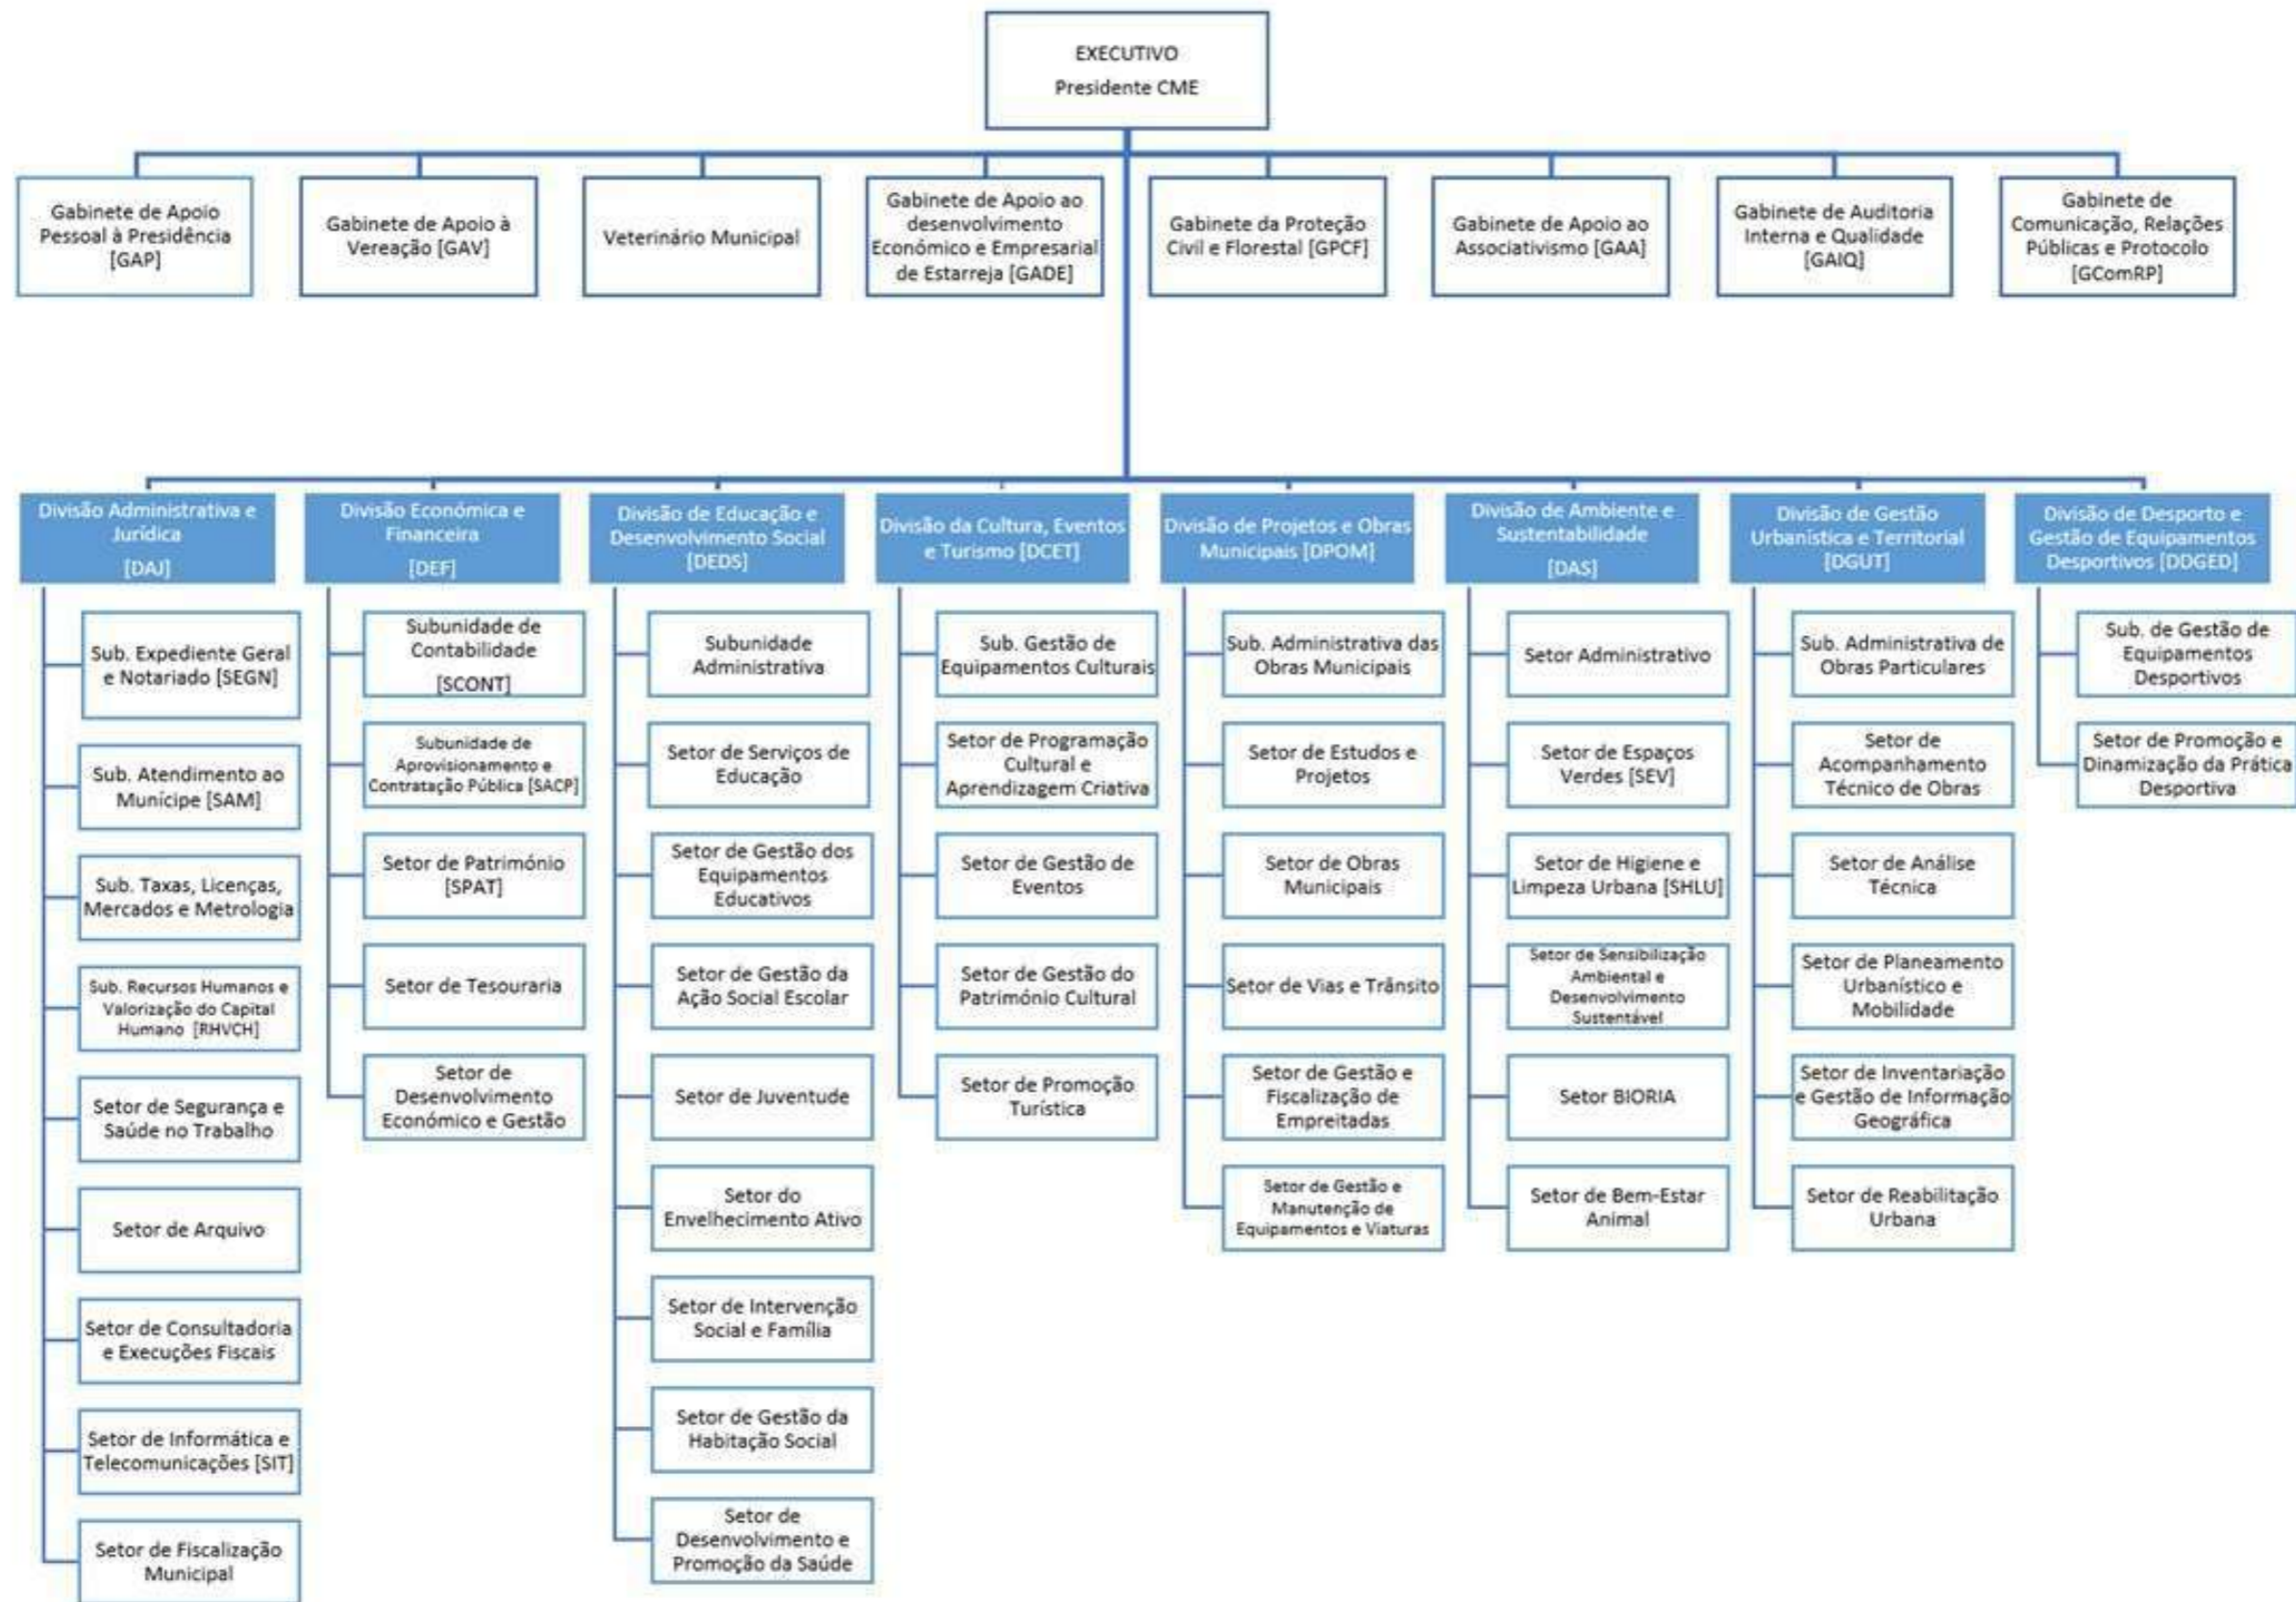 EXECUTIVO
Presidente CME
Gabinete de Apoio
Pessoal à Presidência
[GAP]
Gabinete de Apoio à
Vereação [GAV]
Veterinário Municipal
Gabinete de Apoio ao
desenvolvimento
Económico e Empresarial
de Estarreja [GADE]
Gabinete da Proteção
Civil e Florestal [GPCF]
Gabinete de Apoio ao
Associativismo [GAA]
Gabinete de Auditoria
Interna e Qualidade
[GAIQ]
Gabinete de
Comunicação, Relações
Públicas e Protocolo
[GComRP]
Divisão Administrativa e
Jurídica
[DAJ]
Sub. Expediente Geral
e Notariado [SEGN]
Sub. Atendimento ao
Munícipe [SAM]
Sub. Taxas, Licenças,
Mercados e Metrologia
Sub. Recursos Humanos e
Valorização do Capital
Humano [RHVCH]
Setor de Segurança e
Saúde no Trabalho
Setor de Arquivo
Setor de Consultadoria
e Execuções Fiscais
Setor de Informática e
Telecomunicações [SIT]
Setor de Fiscalização
Municipal
Divisão Económica e
Financeira
[DEF]
Subunidade de
Contabilidade
[SCONT]
Subunidade de
Aprovisionamento e
Contratação Pública [SACP]
Setor de Património
[SPAT]
Setor de Tesouraria
Setor de
Desenvolvimento
Económico e Gestão
Divisão de Educação e
Desenvolvimento Social
[DEDS]
Subunidade
Administrativa
Setor de Serviços de
Educação
Setor de Gestão dos
Equipamentos
Educativos
Setor de Gestão da
Ação Social Escolar
Setor de Juventude
Setor do
Envelhecimento Ativo
Setor de Intervenção
Social e Família
Setor de Gestão da
Habitação Social
Setor de
Desenvolvimento e
Promoção da Saúde
Divisão da Cultura, Eventos
e Turismo [DCET]
Sub. Gestão de
Equipamentos Culturais
Setor de Programação
Cultural e
Aprendizagem Criativa
Setor de Gestão de
Eventos
Setor de Gestão do
Património Cultural
Setor de Promoção
Turística
Divisão de Projetos e Obras
Municipais [DPOM]
Sub. Administrativa das
Obras Municipais
Setor de Estudos e
Projetos
Setor de Obras
Municipais
Setor de Vias e Trânsito
Setor de Gestão e
Fiscalização de
Empreitadas
Setor de Gestão e
Manutenção de
Equipamentos e Viaturas
Divisão de Ambiente e
Sustentabilidade
[DAS]
Setor Administrativo
Setor de Espaços
Verdes [SEV]
Setor de Higiene e
Limpeza Urbana [SHLU]
Setor de Sensibilização
Ambiental e
Desenvolvimento
Sustentável
Setor BIORIA
Setor de Bem-Estar
Animal
Divisão de Gestão
Urbanística e Territorial
[DGUT]
Sub. Administrativa de
Obras Particulares
Setor de
Acompanhamento
Técnico de Obras
Setor de Análise
Técnica
Setor de Planeamento
Urbanístico e
Mobilidade
Setor de Inventariação
e Gestão de Informação
Geográfica
Setor de Reabilitação
Urbana
Divisão de Desporto e
Gestão de Equipamentos
Desportivos [DDGED]
Sub. de Gestão de
Equipamentos
Desportivos
Setor de Promoção e
Dinamização da Prática
Desportiva